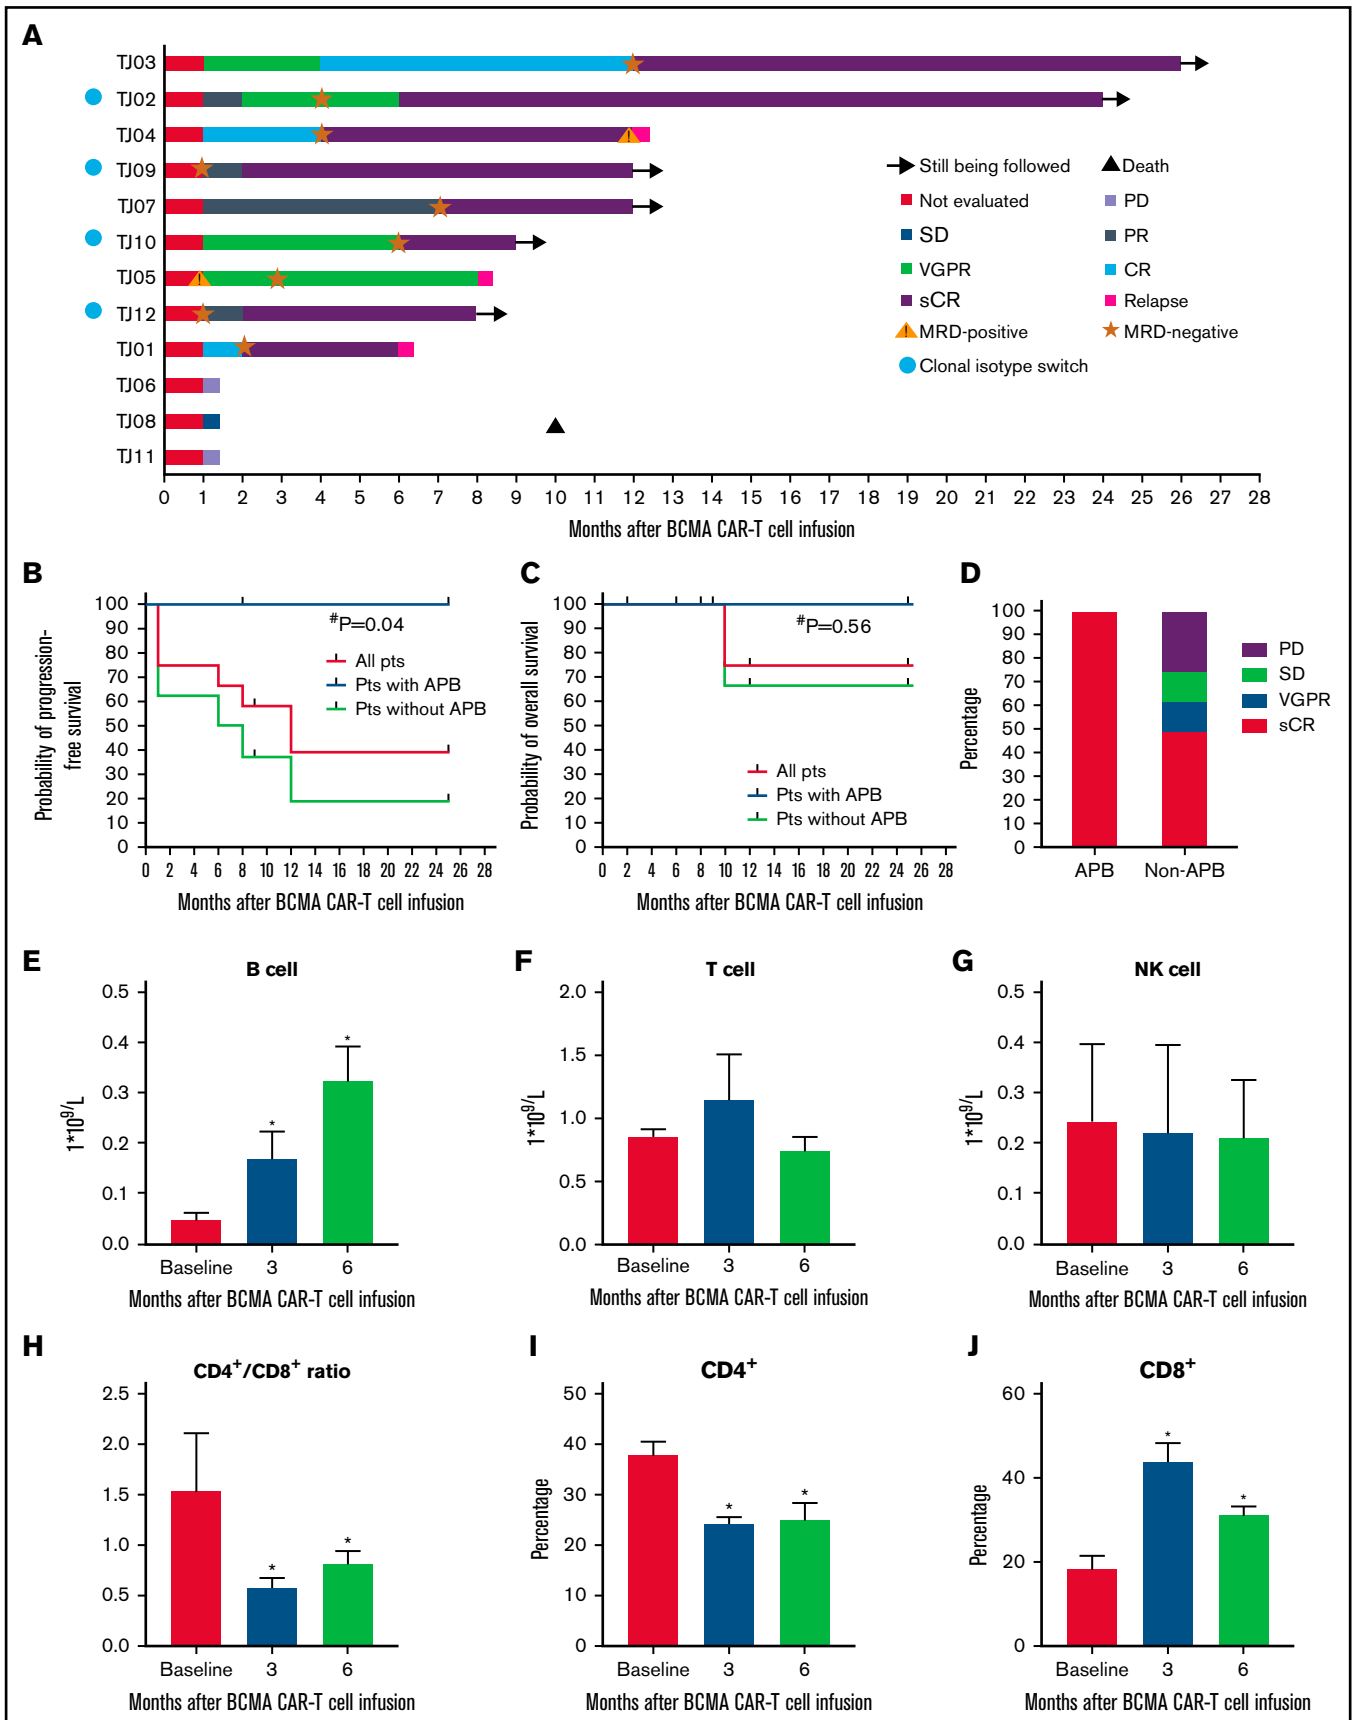 A
TJ03
TJ02
TJ04
TJ09
TJ07
TJ10
TJ05
TJ12
TJ01
TJ06
TJ08
TJ11
Still being followed
Death
Not evaluated
PD
SD
PR
VGPR
CR
sCR
Relapse
MRD-positive
MRD-negative
Clonal isotype switch
0 1 2 3 4 5 6 7 8 9 10 11 12 13 14 15 16 17 18 19 20 21 22 23 24 25 26 27 28
Months after BCMA CAR-T cell infusion
B
Probability of progression-
free survival
100
90
80
70
60
50
40
30
20
10
0
#P=0.04
All pts
Pts with APB
Pts without APB
0 2 4 6 8 10 12 14 16 18 20 22 24 26 28
Months after BCMA CAR-T cell infusion
C
Probability of overall survival
100
90
80
70
60
50
40
30
20
10
0
#P=0.56
All pts
Pts with APB
Pts without APB
0 2 4 6 8 10 12 14 16 18 20 22 24 26 28
Months after BCMA CAR-T cell infusion
D
Percentage
100
90
80
70
60
50
40
30
20
10
0
APB Non-APB
PD
SD
VGPR
sCR
E
B cell
1*10⁹/L
0.5
0.4
0.3
0.2
0.1
0.0
*
*
Baseline 3 6
Months after BCMA CAR-T cell infusion
F
T cell
1*10⁹/L
2.0
1.5
1.0
0.5
0.0
Baseline 3 6
Months after BCMA CAR-T cell infusion
G
NK cell
1*10⁹/L
0.5
0.4
0.3
0.2
0.1
0.0
Baseline 3 6
Months after BCMA CAR-T cell infusion
H
CD4⁺/CD8⁺ ratio
2.5
2.0
1.5
1.0
0.5
0.0
*
*
Baseline 3 6
Months after BCMA CAR-T cell infusion
I
CD4⁺
Percentage
50
40
30
20
10
0
*
*
Baseline 3 6
Months after BCMA CAR-T cell infusion
J
CD8⁺
Percentage
60
40
20
0
*
*
Baseline 3 6
Months after BCMA CAR-T cell infusion